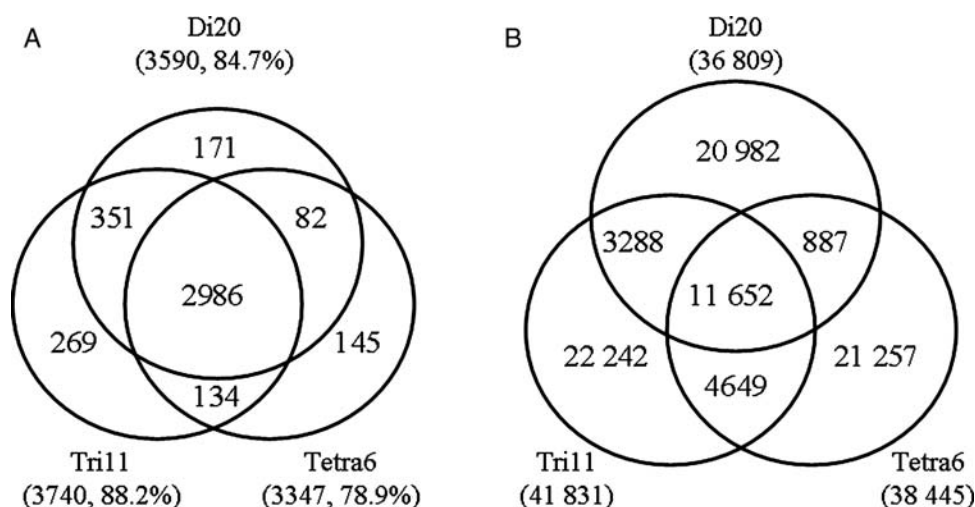 A
Di20
(3590, 84.7%)
171
351
82
2986
269
145
134
Tri11
(3740, 88.2%)
Tetra6
(3347, 78.9%)
B
Di20
(36 809)
20 982
3288
887
11 652
22 242
21 257
4649
Tri11
(41 831)
Tetra6
(38 445)